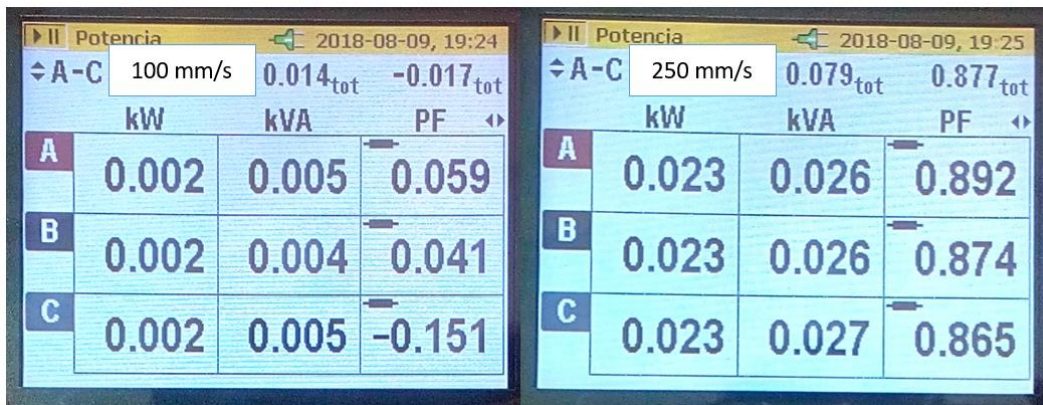 Potencia 2018-08-09, 19:24
A-C 100 mm/s 0.014tot -0.017tot
kW kVA PF
A 0.002 0.005 0.059
B 0.002 0.004 0.041
C 0.002 0.005 -0.151
Potencia 2018-08-09, 19:25
A-C 250 mm/s 0.079tot 0.877tot
kW kVA PF
A 0.023 0.026 0.892
B 0.023 0.026 0.874
C 0.023 0.027 0.865